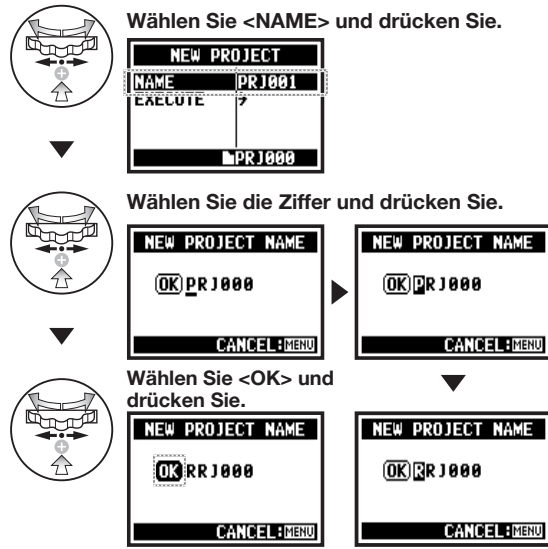 Wählen Sie <NAME> und drücken Sie.
NEW PROJECT
NAME PRJ001
EXECUTE
PRJ000
Wählen Sie die Ziffer und drücken Sie.
NEW PROJECT NAME
OK PRJ000
CANCEL:MENU
NEW PROJECT NAME
OK PRJ000
CANCEL:MENU
Wählen Sie <OK> und
drücken Sie.
NEW PROJECT NAME
OK RRJ000
CANCEL:MENU
NEW PROJECT NAME
OK RRJ000
CANCEL:MENU